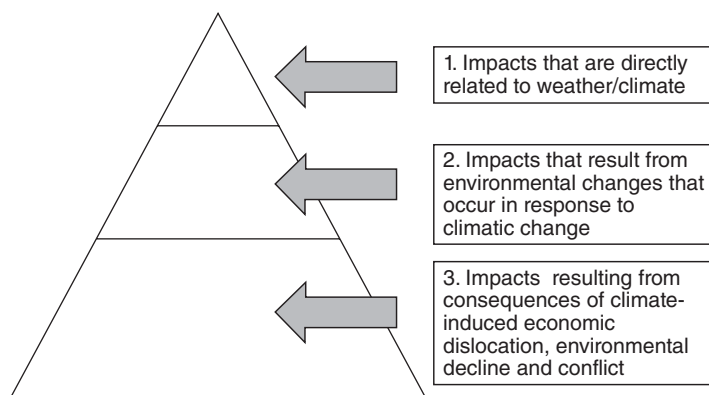 1. Impacts that are directly
related to weather/climate
2. Impacts that result from
environmental changes that
occur in response to
climatic change
3. Impacts resulting from
consequences of climate-
induced economic
dislocation, environmental
decline and conflict